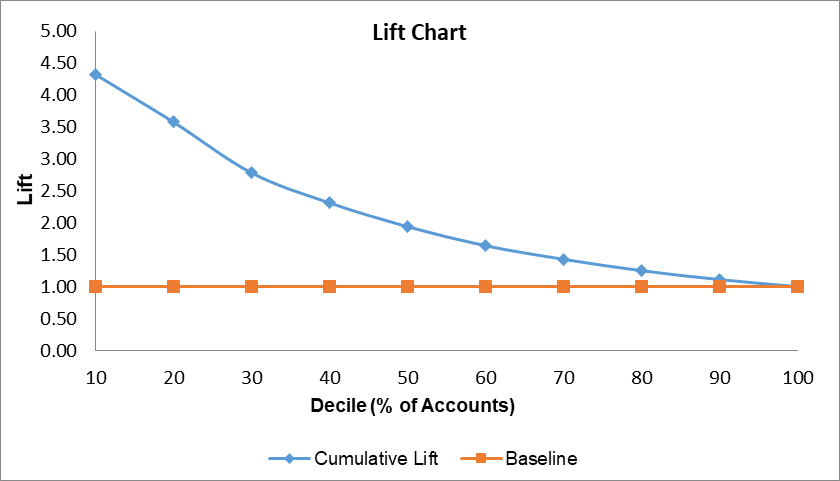 Lift Chart
5.00
4.50
4.00
3.50
3.00
2.50
2.00
1.50
1.00
0.50
0.00
Lift
10 20 30 40 50 60 70 80 90 100
Decile (% of Accounts)
Cumulative Lift Baseline